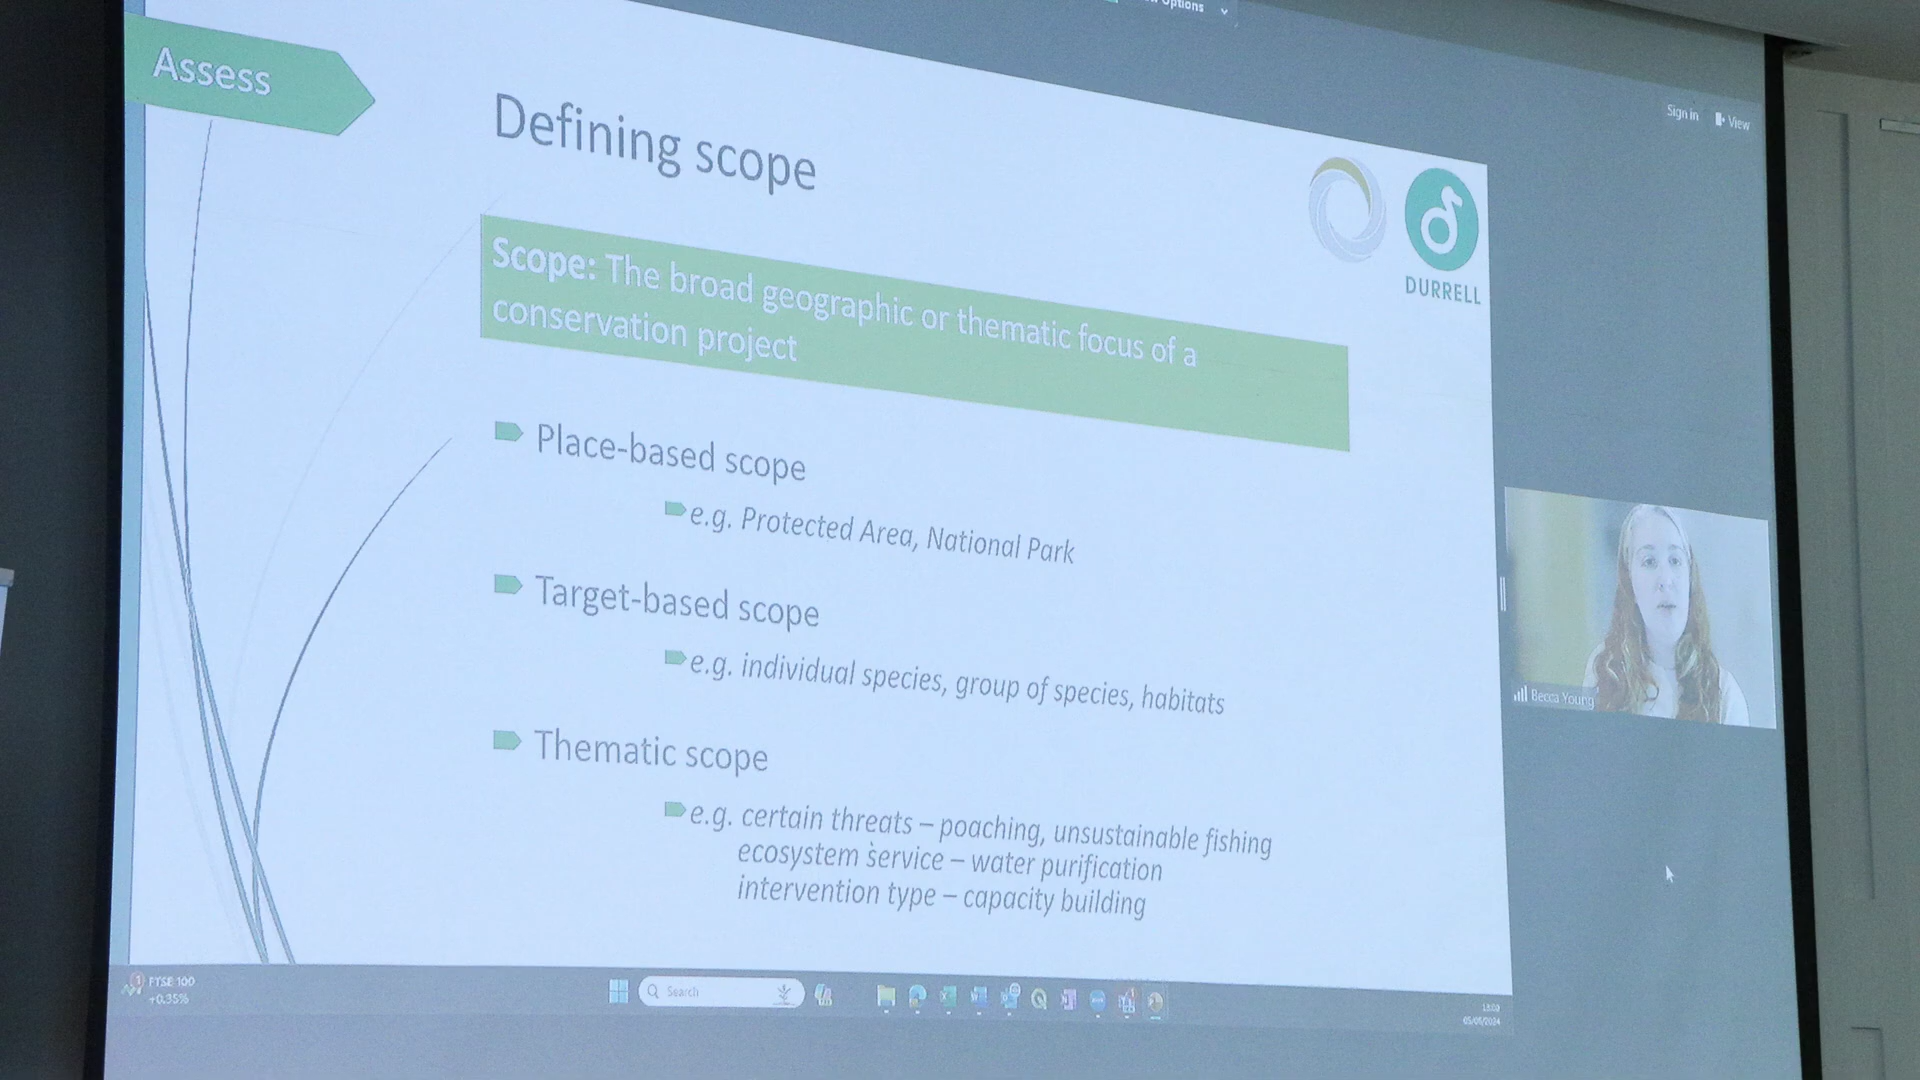 Options
Sign in
View
Assess
Defining scope
DURRELL
Scope: The broad geographic or thematic focus of a
conservation project
Place-based scope
e.g. Protected Area, National Park
Target-based scope
e.g. individual species, group of species, habitats
Thematic scope
e.g. certain threats – poaching, unsustainable fishing
ecosystem service – water purification
intervention type – capacity building
Becca Young
FTSE 100
+0.35%
Search